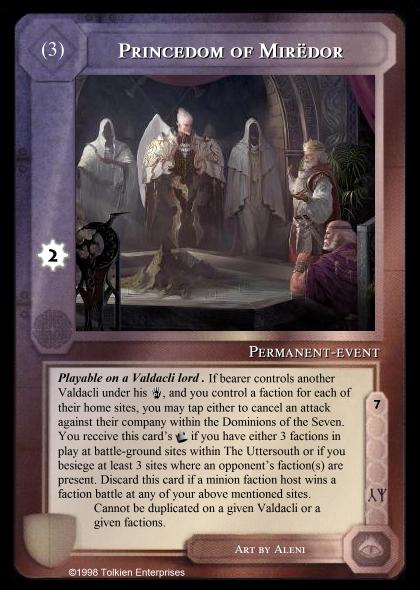 (3)
PRINCEDOM OF MIRËDOR
2
PERMANENT-EVENT
Playable on a Valdacli lord . If bearer controls another
Valdacli under his , and you control a faction for each of
their home sites, you may tap either to cancel an attack
against their company within the Dominions of the Seven.
You receive this card's if you have either 3 factions in
play at battle-ground sites within The Uttersouth or if you
besiege at least 3 sites where an opponent's faction(s) are
present. Discard this card if a minion faction host wins a
faction battle at any of your above mentioned sites.
Cannot be duplicated on a given Valdacli or a
given factions.
7
ART BY ALENI
©1998 Tolkien Enterprises